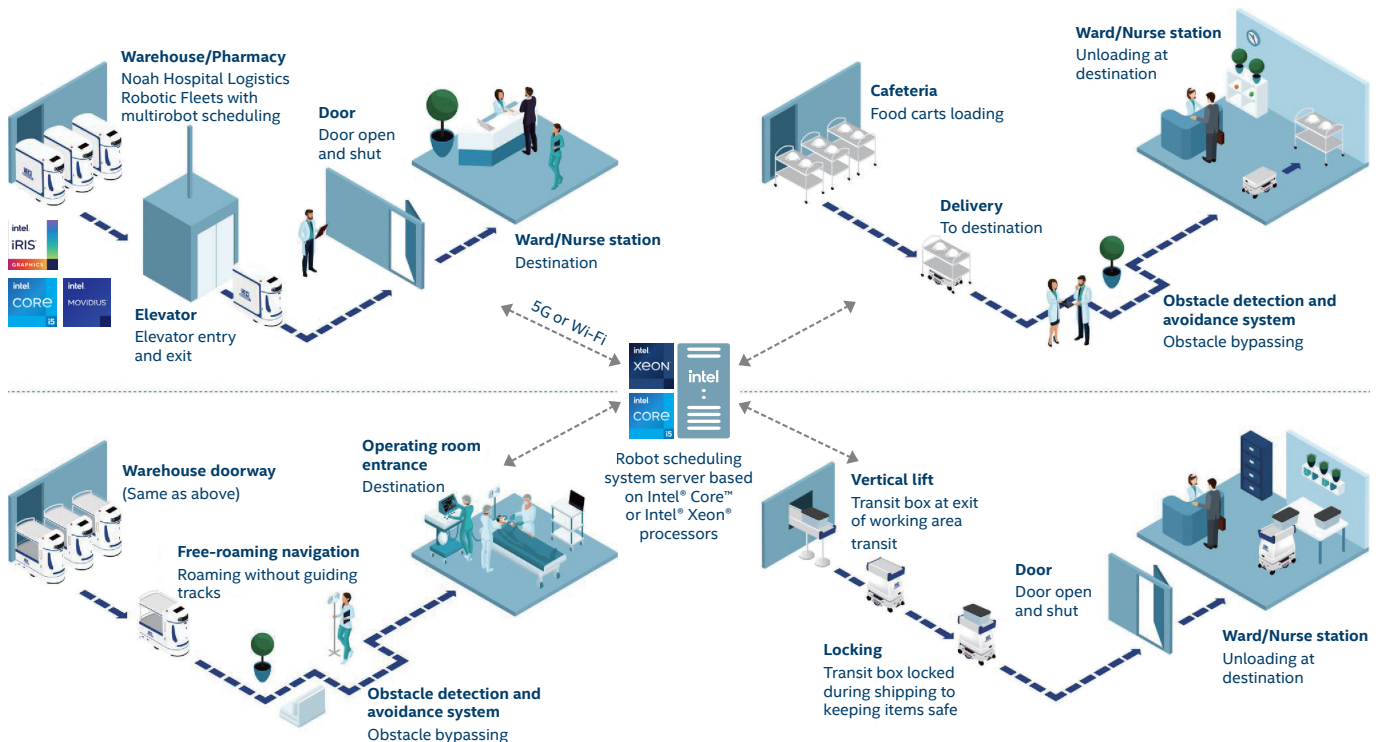 Warehouse/Pharmacy
Noah Hospital Logistics
Robotic Fleets with
multirobot scheduling
Door
Door open
and shut
Ward/Nurse station
Destination
Elevator
Elevator entry
and exit
intel.
iRIS
GRAPHICS
intel.
CORE
i5
intel.
MOVIDIUS
Cafeteria
Food carts loading
Ward/Nurse station
Unloading at
destination
Delivery
To destination
Obstacle detection and
avoidance system
Obstacle bypassing
5G or Wi-Fi
intel.
XEON
intel
intel.
CORE
i5
Robot scheduling
system server based
on Intel® Core™
or Intel® Xeon®
processors
Warehouse doorway
(Same as above)
Operating room
entrance
Destination
Free-roaming navigation
Roaming without guiding
tracks
Obstacle detection and
avoidance system
Obstacle bypassing
Vertical lift
Transit box at exit
of working area
transit
Door
Door open
and shut
Locking
Transit box locked
during shipping to
keeping items safe
Ward/Nurse station
Unloading at
destination